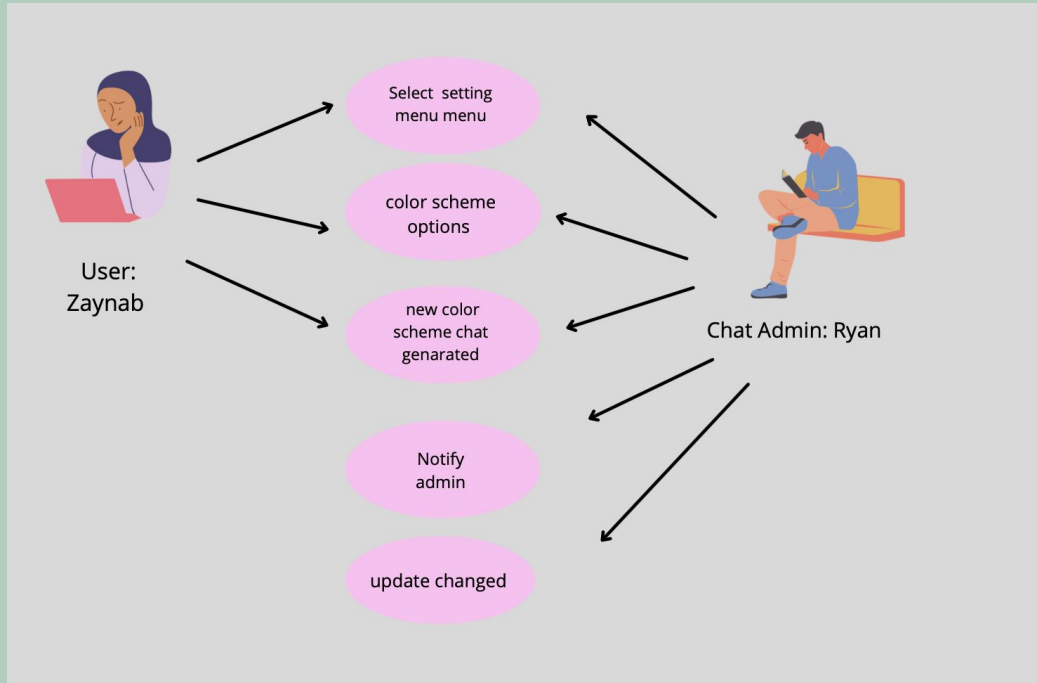 Select setting
menu menu
color scheme
options
User:
Zaynab
new color
scheme chat
genarated
Chat Admin: Ryan
Notify
admin
update changed